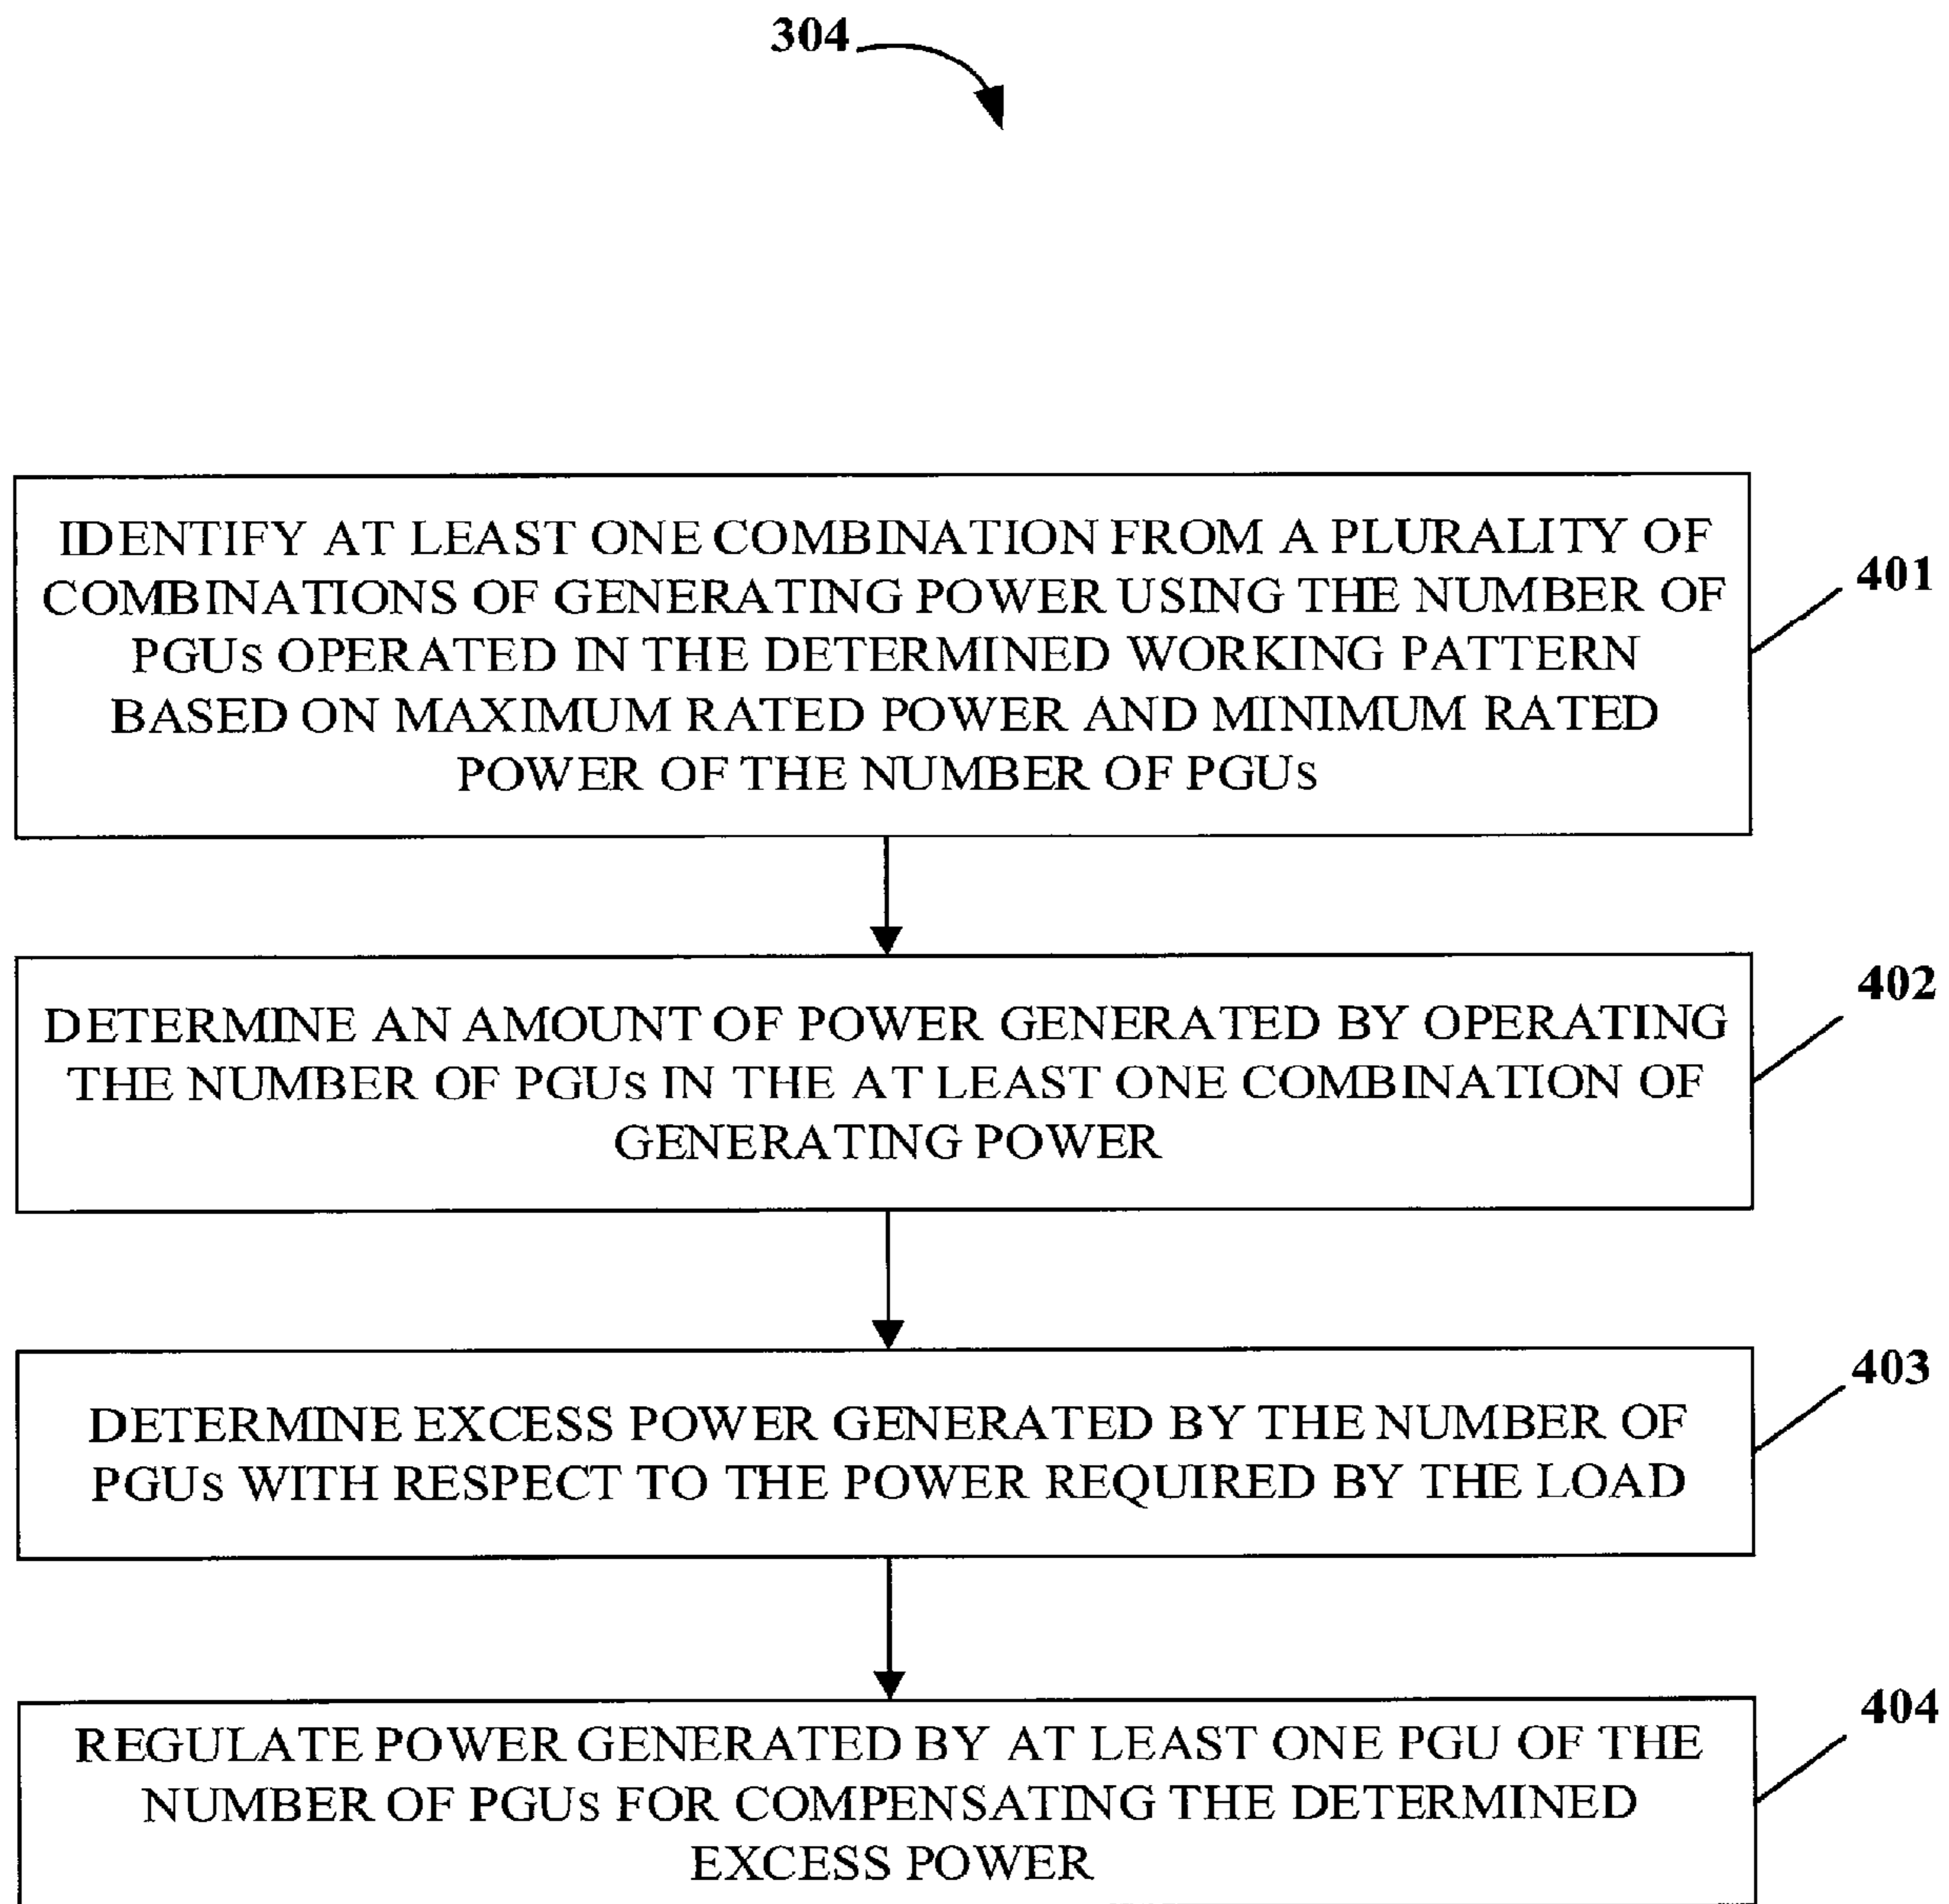 304
IDENTIFY AT LEAST ONE COMBINATION FROM A PLURALITY OF
COMBINATIONS OF GENERATING POWER USING THE NUMBER OF
PGUs OPERATED IN THE DETERMINED WORKING PATTERN
BASED ON MAXIMUM RATED POWER AND MINIMUM RATED
POWER OF THE NUMBER OF PGUs
401
DETERMINE AN AMOUNT OF POWER GENERATED BY OPERATING
THE NUMBER OF PGUs IN THE AT LEAST ONE COMBINATION OF
GENERATING POWER
402
DETERMINE EXCESS POWER GENERATED BY THE NUMBER OF
PGUs WITH RESPECT TO THE POWER REQUIRED BY THE LOAD
403
REGULATE POWER GENERATED BY AT LEAST ONE PGU OF THE
NUMBER OF PGUs FOR COMPENSATING THE DETERMINED
EXCESS POWER
404